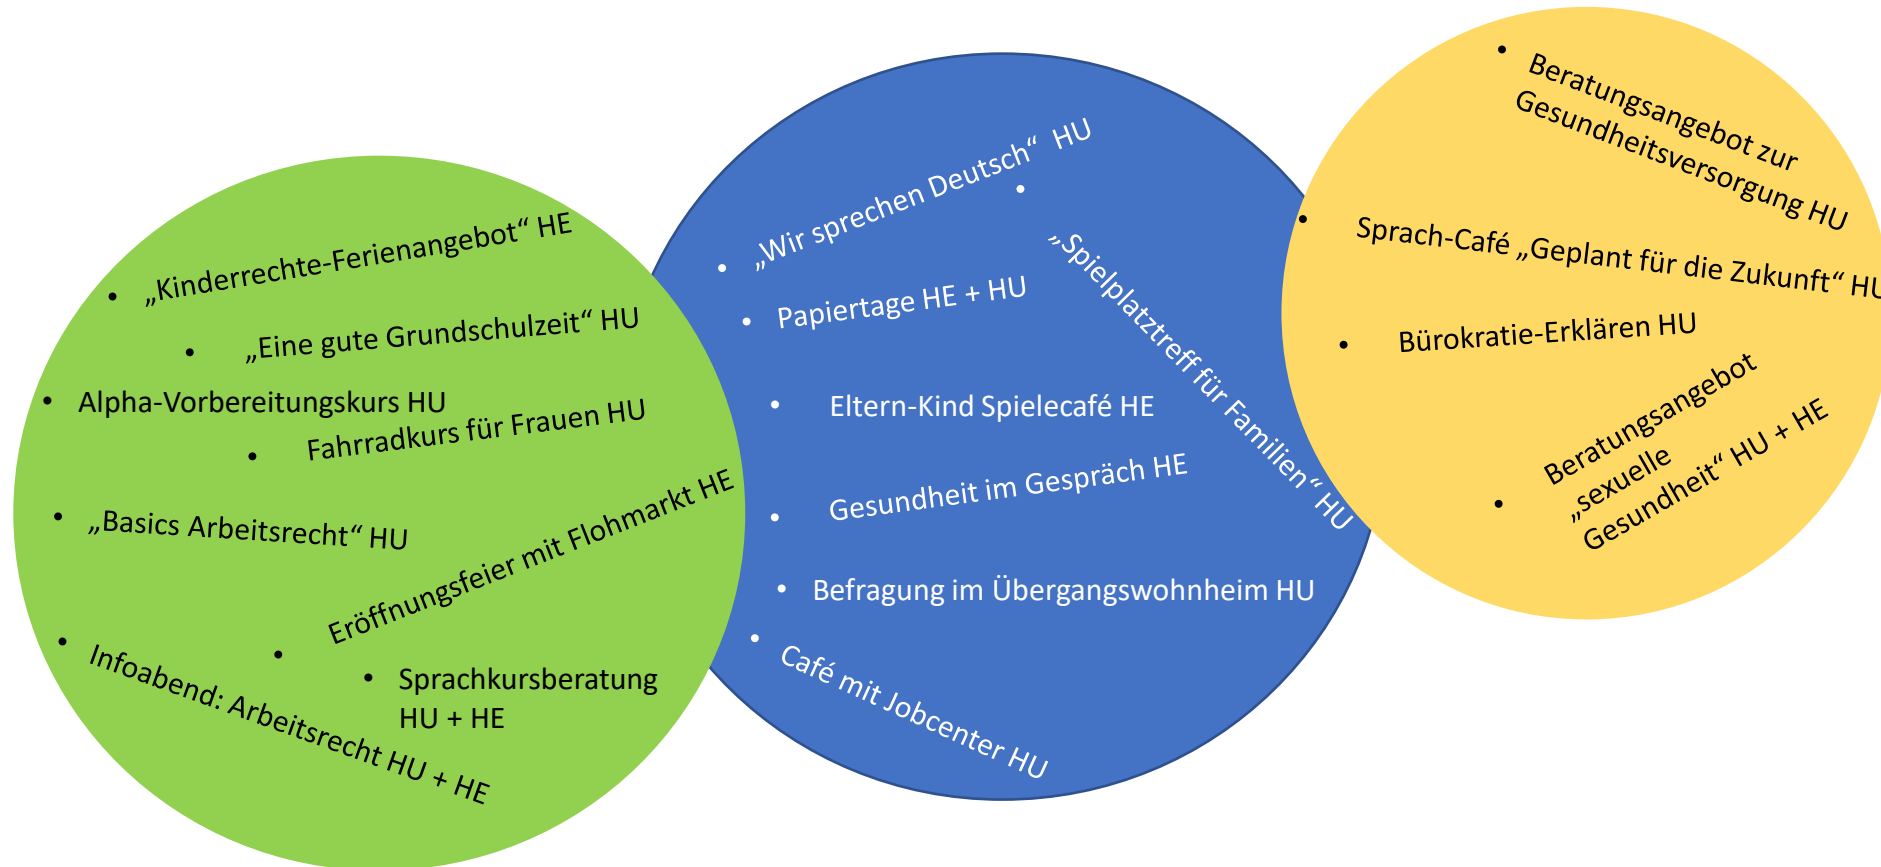 • „Kinderrechte-Ferienangebot“ HE
• „Eine gute Grundschulzeit“ HU
• Alpha-Vorbereitungskurs HU
• Fahrradkurs für Frauen HU
• „Basics Arbeitsrecht“ HU
• Eröffnungsfeier mit Flohmarkt HE
• Infoabend: Arbeitsrecht HU + HE
• Sprachkursberatung
HU + HE
• „Wir sprechen Deutsch“ HU
• „Spielplatztreff für Familien“ HU
• Papiertage HE + HU
• Eltern-Kind Spielecafé HE
• Gesundheit im Gespräch HE
• Befragung im Übergangswohnheim HU
• Café mit Jobcenter HU
• Beratungsangebot zur
Gesundheitsversorgung HU
• Sprach-Café „Geplant für die Zukunft“ HU
• Bürokratie-Erklären HU
• Beratungsangebot
„sexuelle
Gesundheit“ HU + HE